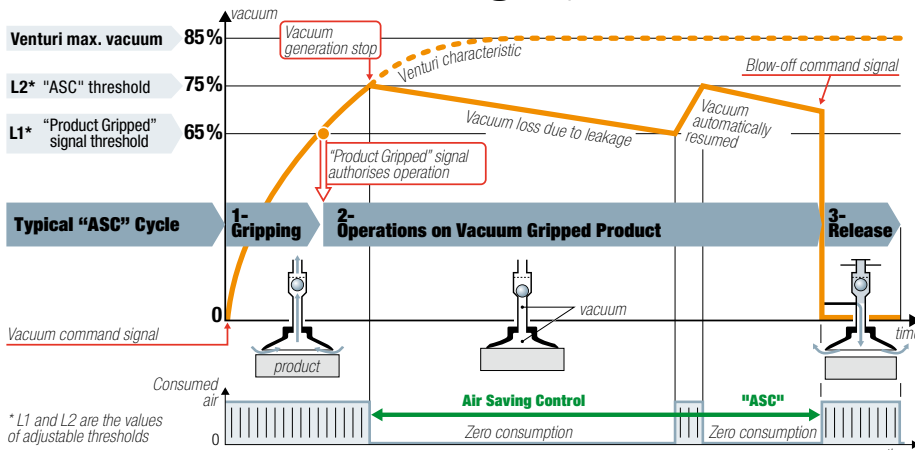 vacuum
Venturi max. vacuum 85%
Vacuum
generation stop
Venturi characteristic
Blow-off command signal
L2* "ASC" threshold 75%
L1* “Product Gripped”
signal threshold 65%
Vacuum loss due to leakage
Vacuum
automatically
resumed
“Product Gripped” signal
authorises operation
Typical “ASC” Cycle
1-
Gripping
2-
Operations on Vacuum Gripped Product
3-
Release
0
vacuum
time
Vacuum command signal
product
Consumed
air
Air Saving Control "ASC"
* L1 and L2 are the values
of adjustable thresholds
0
Zero consumption
Zero consumption